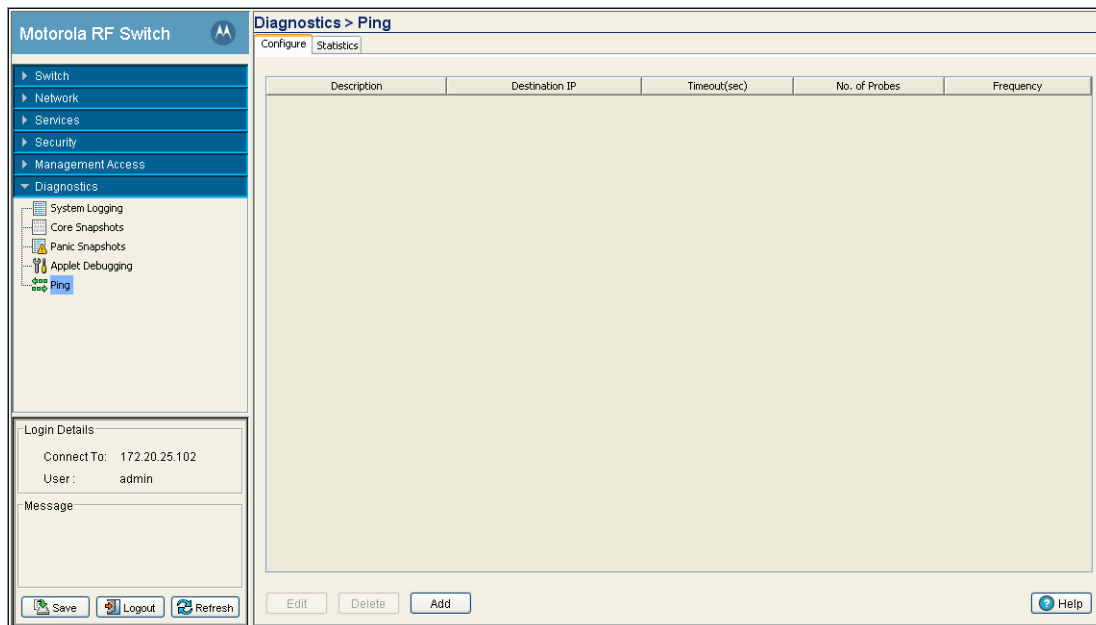 Motorola RF Switch
Switch
Network
Services
Security
Management Access
Diagnostics
System Logging
Core Snapshots
Panic Snapshots
Applet Debugging
Ping
Login Details
Connect To: 172.20.25.102
User : admin
Message
Save Logout Refresh
Diagnostics > Ping
Configure Statistics
Description Destination IP Timeout(sec) No. of Probes Frequency
Edit Delete Add Help